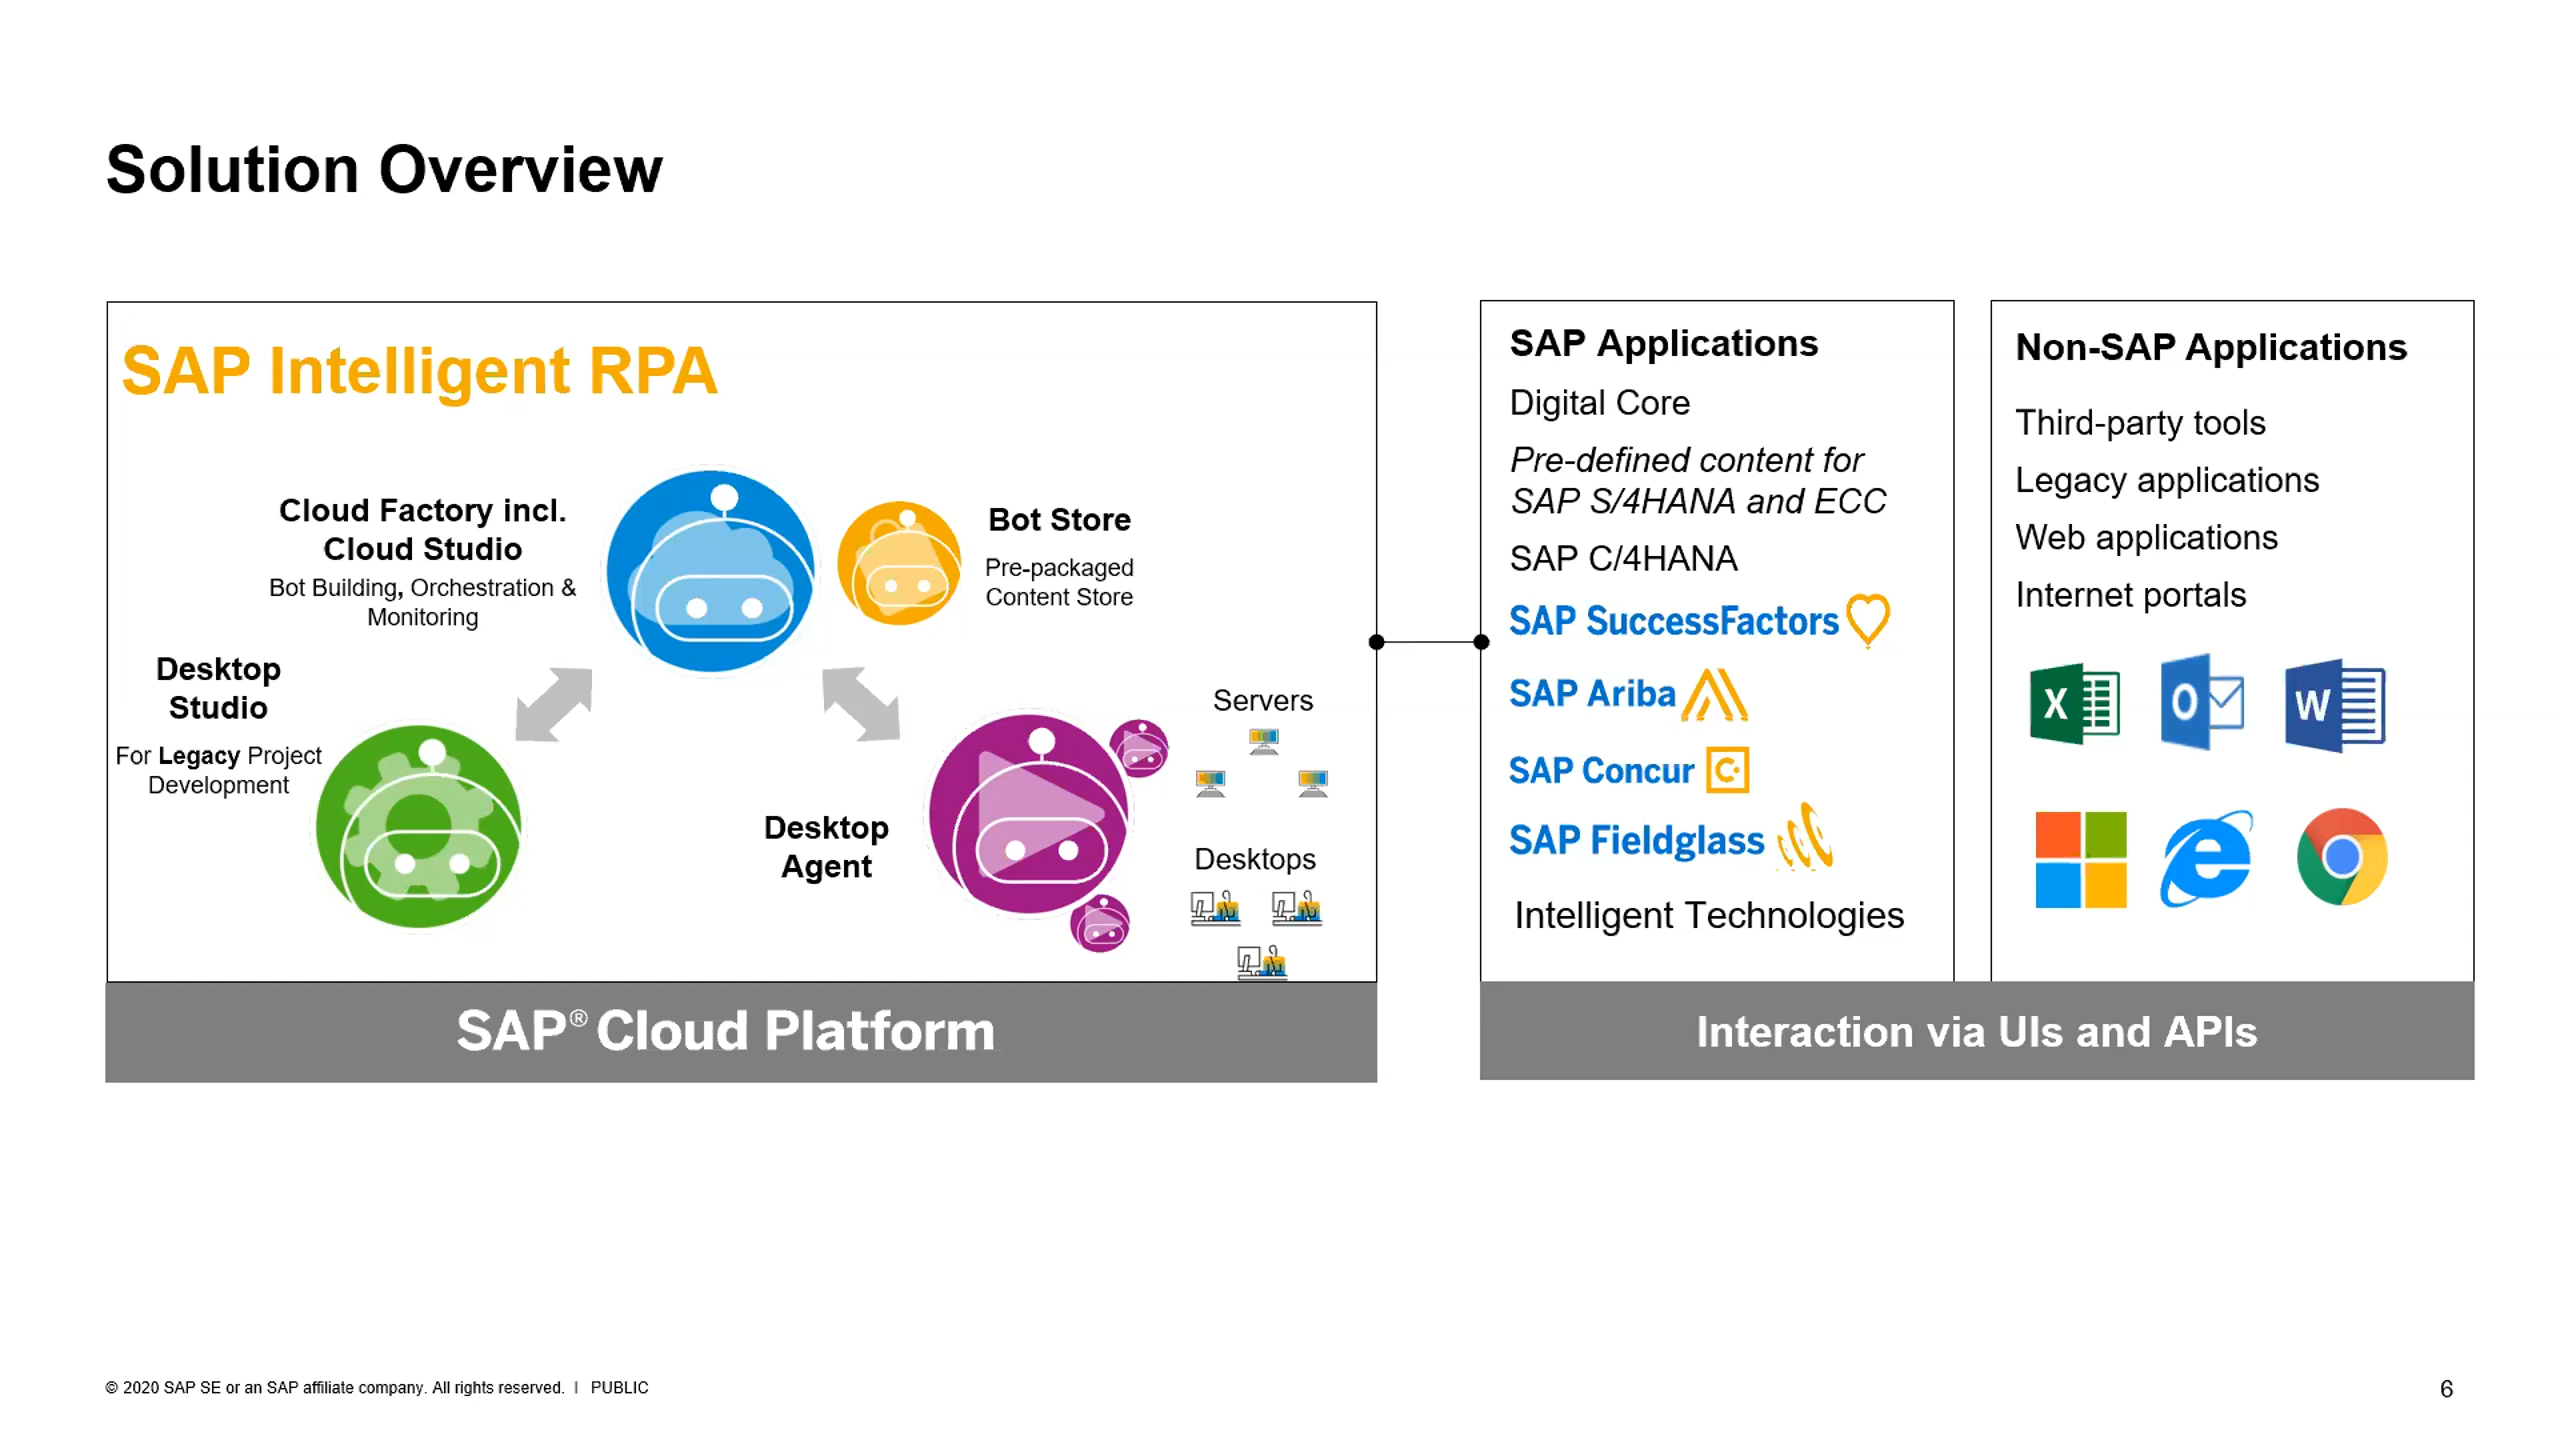 Solution Overview
SAP Intelligent RPA
Cloud Factory incl.
Cloud Studio
Bot Building, Orchestration &
Monitoring
Bot Store
Pre-packaged
Content Store
Desktop
Studio
For Legacy Project
Development
Desktop
Agent
Servers
Desktops
SAP® Cloud Platform
SAP Applications
Digital Core
Pre-defined content for
SAP S/4HANA and ECC
SAP C/4HANA
SAP SuccessFactors
SAP Ariba
SAP Concur
SAP Fieldglass
Intelligent Technologies
Non-SAP Applications
Third-party tools
Legacy applications
Web applications
Internet portals
X
O
W
Interaction via UIs and APIs
© 2020 SAP SE or an SAP affiliate company. All rights reserved. | PUBLIC
6